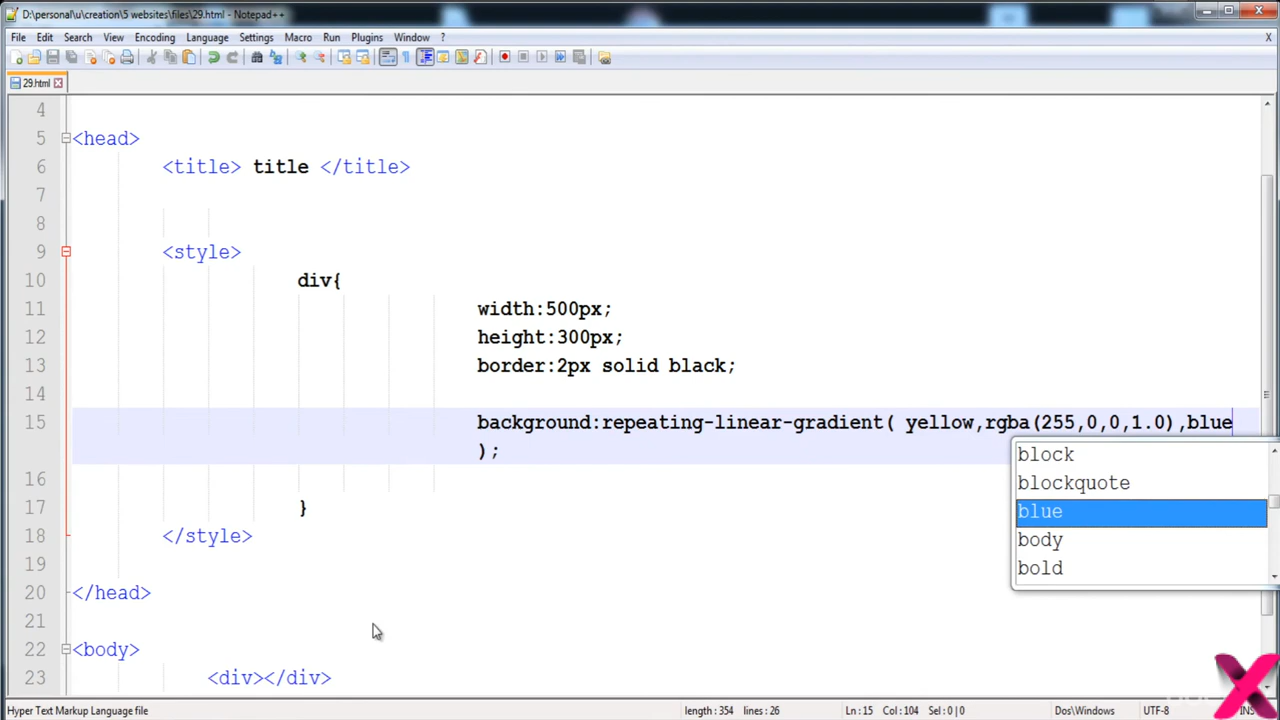 D:\personal\u\creation\5 websites\files\29.html - Notepad++
File Edit Search View Encoding Language Settings Macro Run Plugins Window ? X
29.html
4
5 <head>
6 <title> title </title>
7
8
9 <style>
10 div{
11 width:500px;
12 height:300px;
13 border:2px solid black;
14
15 background:repeating-linear-gradient( yellow,rgba(255,0,0,1.0),blue
);
block
blockquote
blue
body
bold
16
17 }
18 </style>
19
20 </head>
21
22 <body>
23 <div></div>
Hyper Text Markup Language file length : 354 lines : 26 Ln : 15 Col : 104 Sel : 0 | 0 Dos\Windows UTF-8 INS